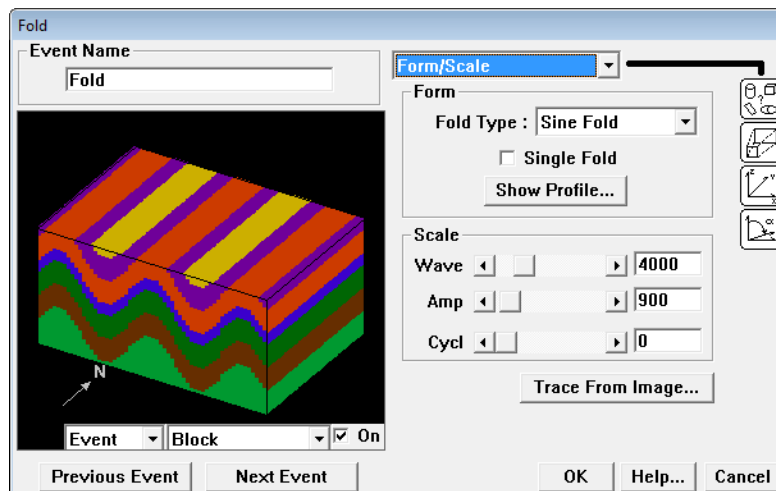 Fold
Event Name
Fold
Form/Scale
Form
Fold Type : Sine Fold
Single Fold
Show Profile...
Scale
Wave 4000
Amp 900
Cycl 0
Trace From Image...
N
Event Block On
Previous Event Next Event OK Help... Cancel